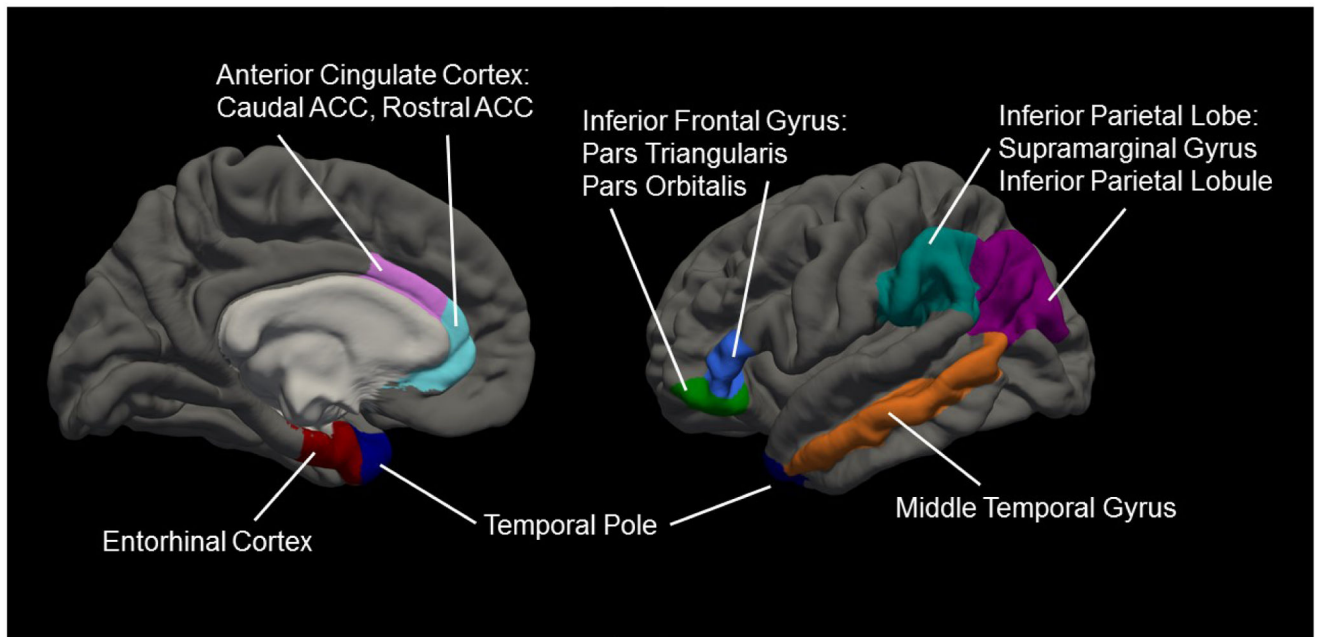 Anterior Cingulate Cortex:
Caudal ACC, Rostral ACC
Inferior Frontal Gyrus:
Pars Triangularis
Pars Orbitalis
Inferior Parietal Lobe:
Supramarginal Gyrus
Inferior Parietal Lobule
Entorhinal Cortex
Temporal Pole
Middle Temporal Gyrus